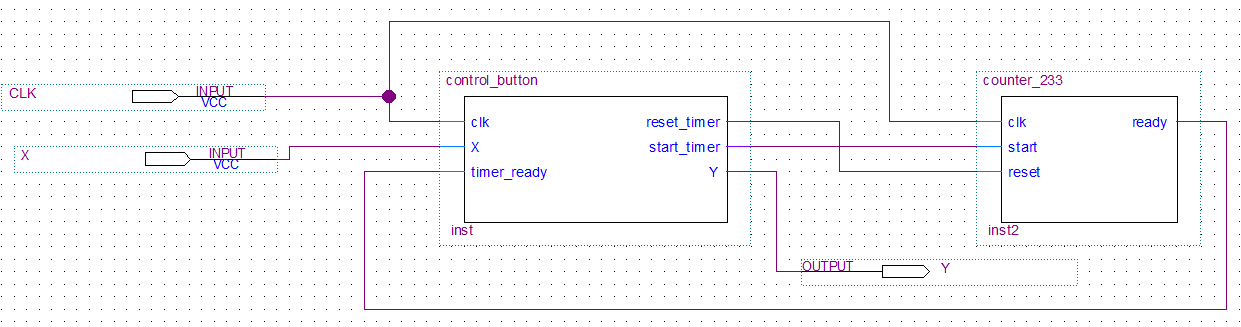 control_button
counter_233
CLK
INPUT
VCC
clk
reset_timer
clk
ready
X
INPUT
VCC
X
start_timer
start
timer_ready
Y
reset
inst
inst2
OUTPUT
Y